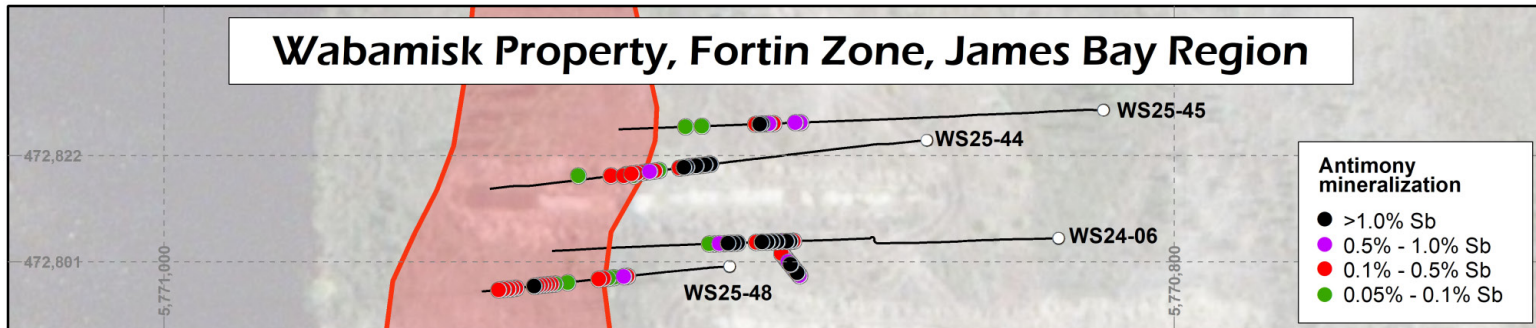 Wabamisk Property, Fortin Zone, James Bay Region
WS25-45
WS25-44
472,822
WS24-06
472,801
WS25-48
5,771,000
5,770,800
Antimony
mineralization
>1.0% Sb
0.5% - 1.0% Sb
0.1% - 0.5% Sb
0.05% - 0.1% Sb